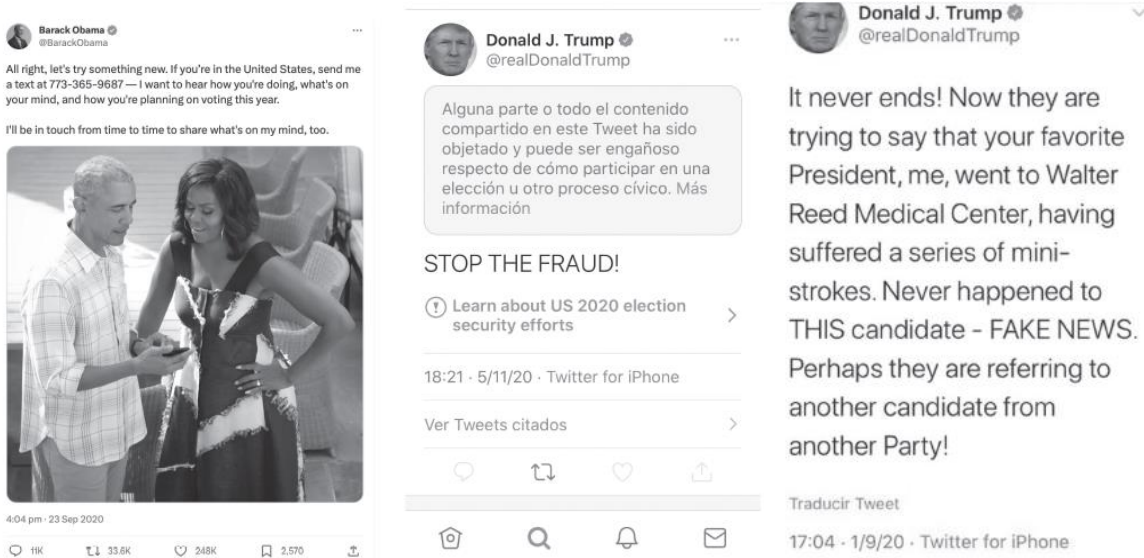 Barack Obama
@BarackObama
All right, let's try something new. If you're in the United States, send me
a text at 773-365-9687 — I want to hear how you're doing, what's on
your mind, and how you're planning on voting this year.
I'll be in touch from time to time to share what's on my mind, too.
4:04 pm · 23 Sep 2020
11K 33.6K 248K 2,570
Donald J. Trump
@realDonaldTrump
Alguna parte o todo el contenido
compartido en este Tweet ha sido
objetado y puede ser engañoso
respecto de cómo participar en una
elección u otro proceso cívico. Más
información
STOP THE FRAUD!
Learn about US 2020 election
security efforts
18:21 · 5/11/20 · Twitter for iPhone
Ver Tweets citados
Donald J. Trump
@realDonaldTrump
It never ends! Now they are
trying to say that your favorite
President, me, went to Walter
Reed Medical Center, having
suffered a series of mini-
strokes. Never happened to
THIS candidate - FAKE NEWS.
Perhaps they are referring to
another candidate from
another Party!
Traducir Tweet
17:04 · 1/9/20 · Twitter for iPhone